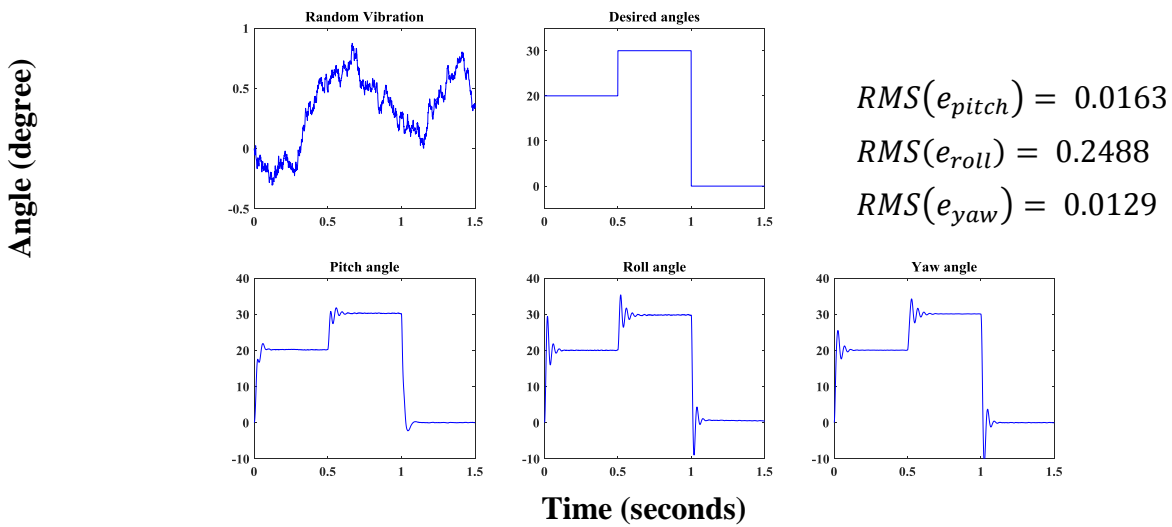 Angle (degree)
Random Vibration
1
0.5
0
-0.5
0 0.5 1 1.5
Desired angles
30
20
10
0
0 0.5 1 1.5
RMS(e_pitch) = 0.0163
RMS(e_roll) = 0.2488
RMS(e_yaw) = 0.0129
Pitch angle
40
30
20
10
0
-10
0 0.5 1 1.5
Roll angle
40
30
20
10
0
-10
0 0.5 1 1.5
Yaw angle
40
30
20
10
0
-10
0 0.5 1 1.5
Time (seconds)